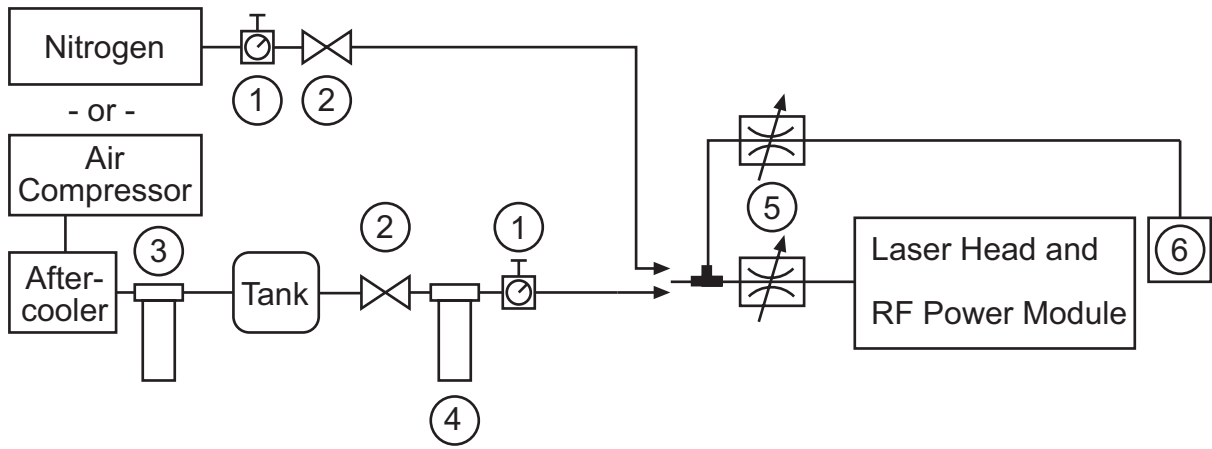 Nitrogen
1
2
- or -
Air
Compressor
5
3
2
1
After-
cooler
Tank
Laser Head and
RF Power Module
6
4